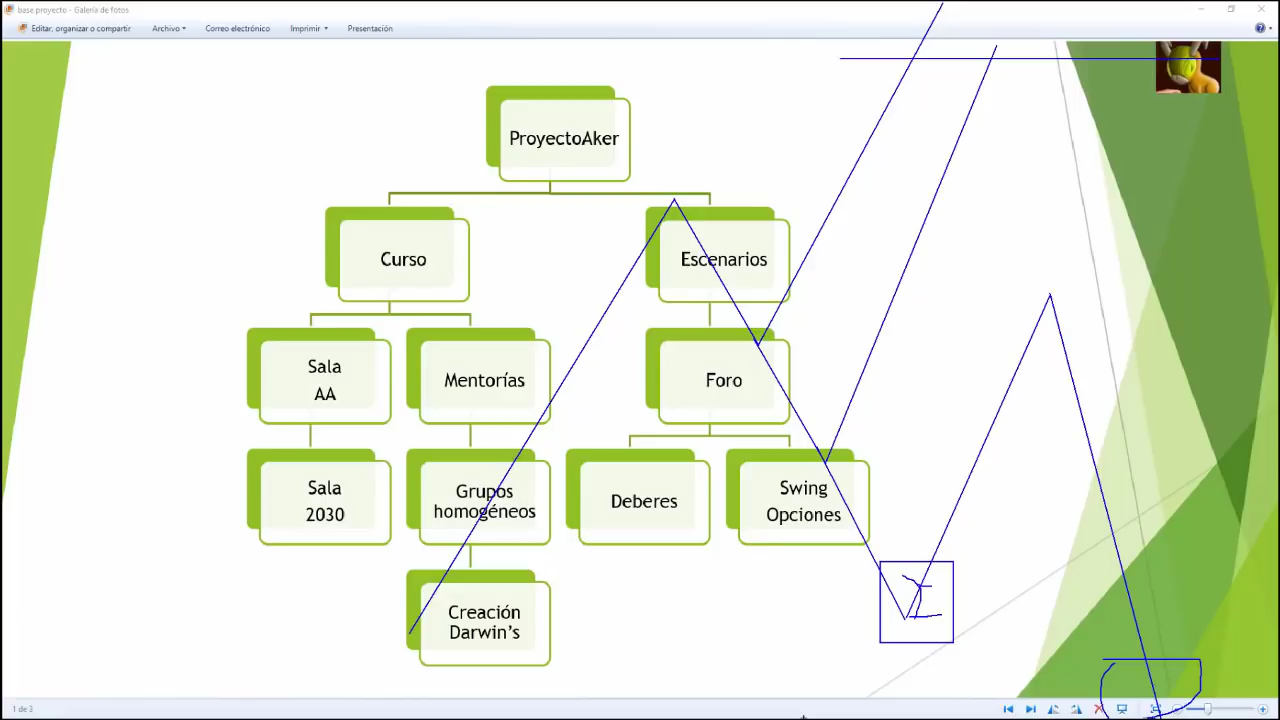 base proyecto - Galería de fotos
Editar, organizar o compartir
Archivo
Correo electrónico
Imprimir
Presentación
ProyectoAker
Curso
Escenarios
Sala
AA
Mentorías
Foro
Sala
2030
Grupos
homogéneos
Deberes
Swing
Opciones
Creación
Darwin's
1 de 3